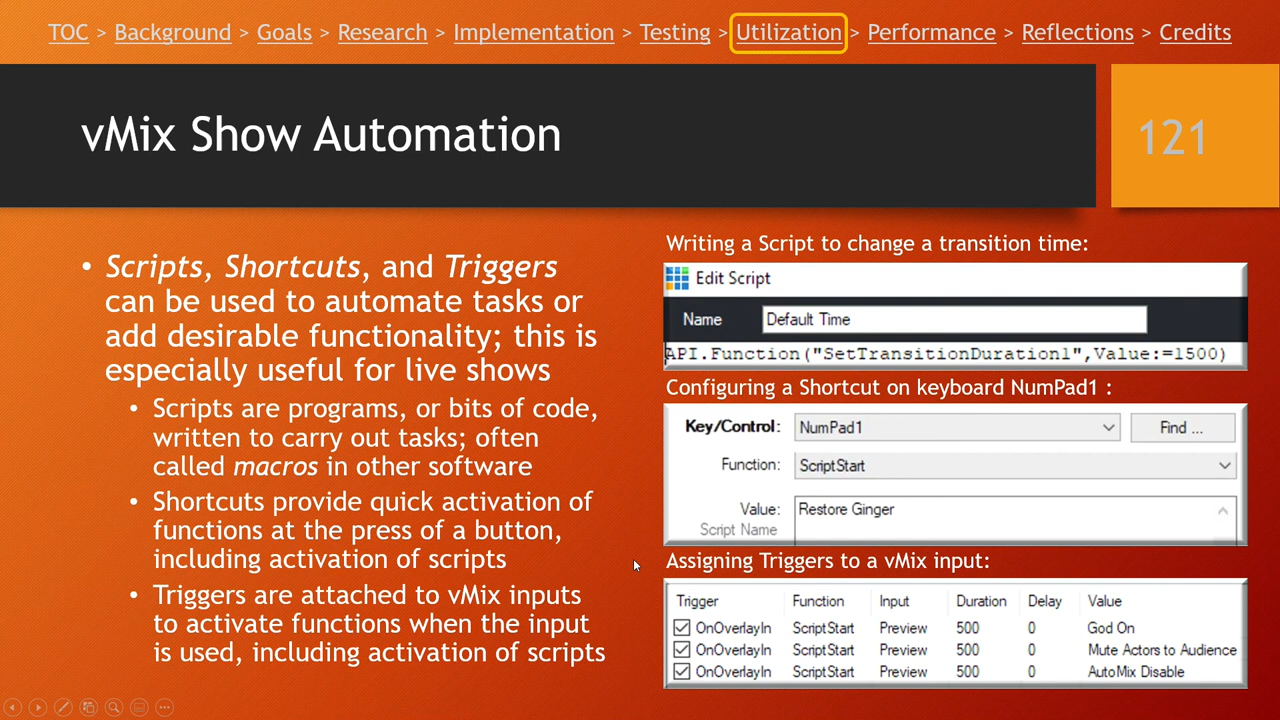 TOC > Background > Goals > Research > Implementation > Testing > Utilization > Performance > Reflections > Credits
vMix Show Automation
121
• Scripts, Shortcuts, and Triggers
can be used to automate tasks or
add desirable functionality; this is
especially useful for live shows
• Scripts are programs, or bits of code,
written to carry out tasks; often
called macros in other software
• Shortcuts provide quick activation of
functions at the press of a button,
including activation of scripts
• Triggers are attached to vMix inputs
to activate functions when the input
is used, including activation of scripts
Writing a Script to change a transition time:
Edit Script
Name Default Time
API.Function("SetTransitionDuration1",Value:=1500)
Configuring a Shortcut on keyboard NumPad1 :
Key/Control: NumPad1 Find ...
Function: ScriptStart
Value: Restore Ginger
Script Name
Assigning Triggers to a vMix input:
Trigger Function Input Duration Delay Value
OnOverlayIn ScriptStart Preview 500 0 God On
OnOverlayIn ScriptStart Preview 500 0 Mute Actors to Audience
OnOverlayIn ScriptStart Preview 500 0 AutoMix Disable